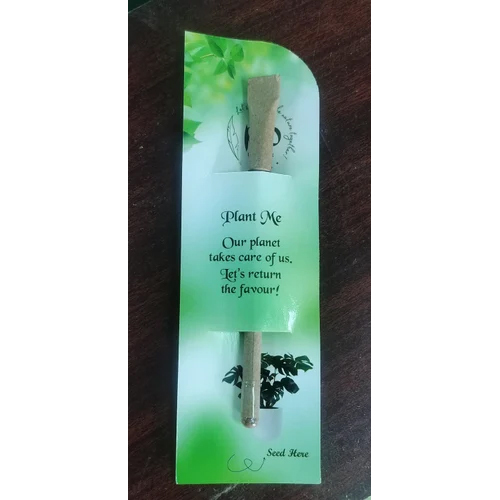 Plant Me
Our planet
takes care of us.
Let's return
the favour!
Seed Here